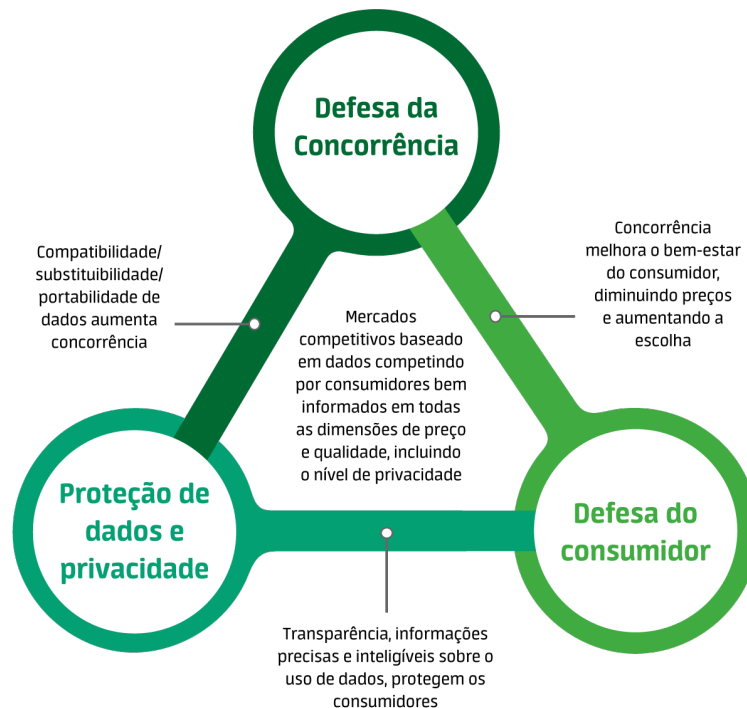 Defesa da
Concorrência
Compatibilidade/
substituibilidade/
portabilidade de
dados aumenta
concorrência
Concorrência
melhora o bem-estar
do consumidor,
diminuindo preços
e aumentando a
escolha
Mercados
competitivos baseado
em dados competindo
por consumidores bem
informados em todas
as dimensões de preço
e qualidade, incluindo
o nível de privacidade
Proteção de
dados e
privacidade
Defesa do
consumidor
Transparência, informações
precisas e inteligíveis sobre o
uso de dados, protegem os
consumidores